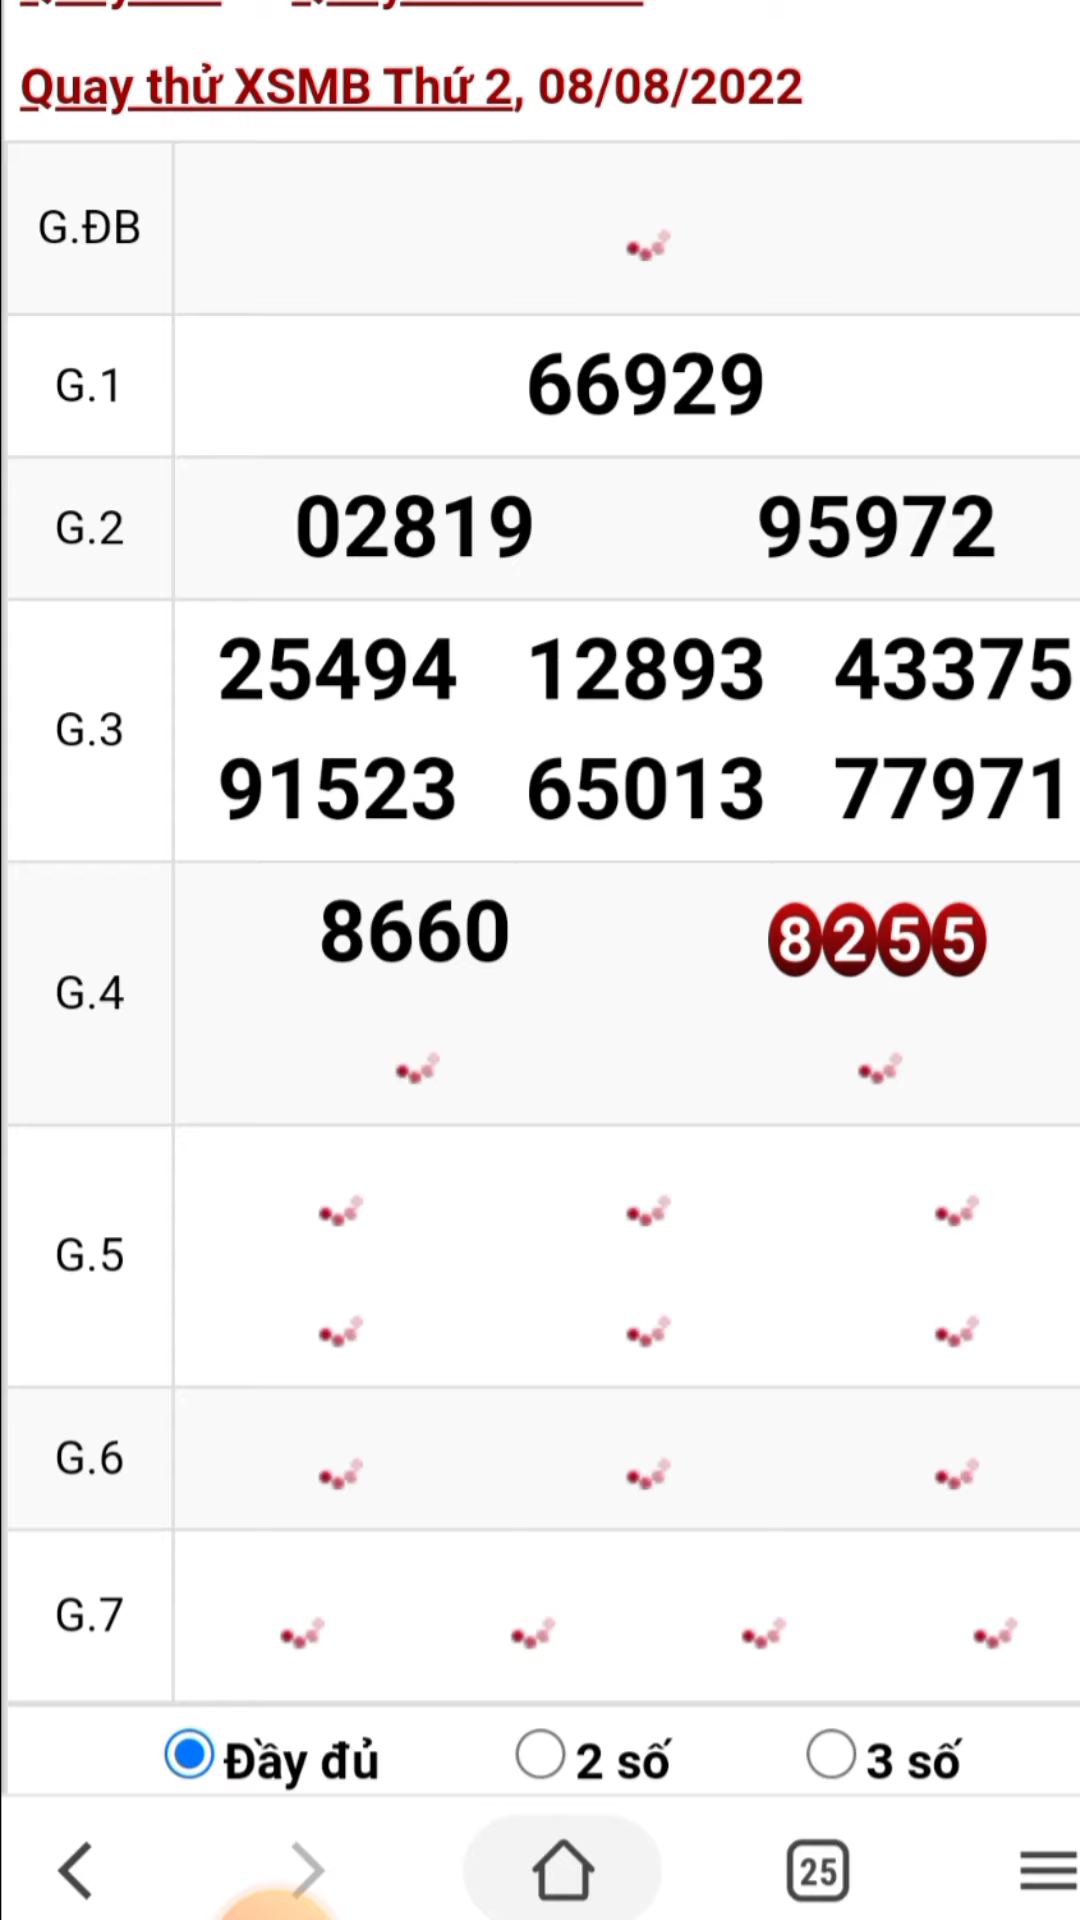 Quay thử XSMB Thứ 2, 08/08/2022
G.ĐB
G.1 66929
G.2 02819 95972
G.3 25494 12893 43375
91523 65013 77971
G.4 8660 8255
G.5
G.6
G.7
Đầy đủ 2 số 3 số
25